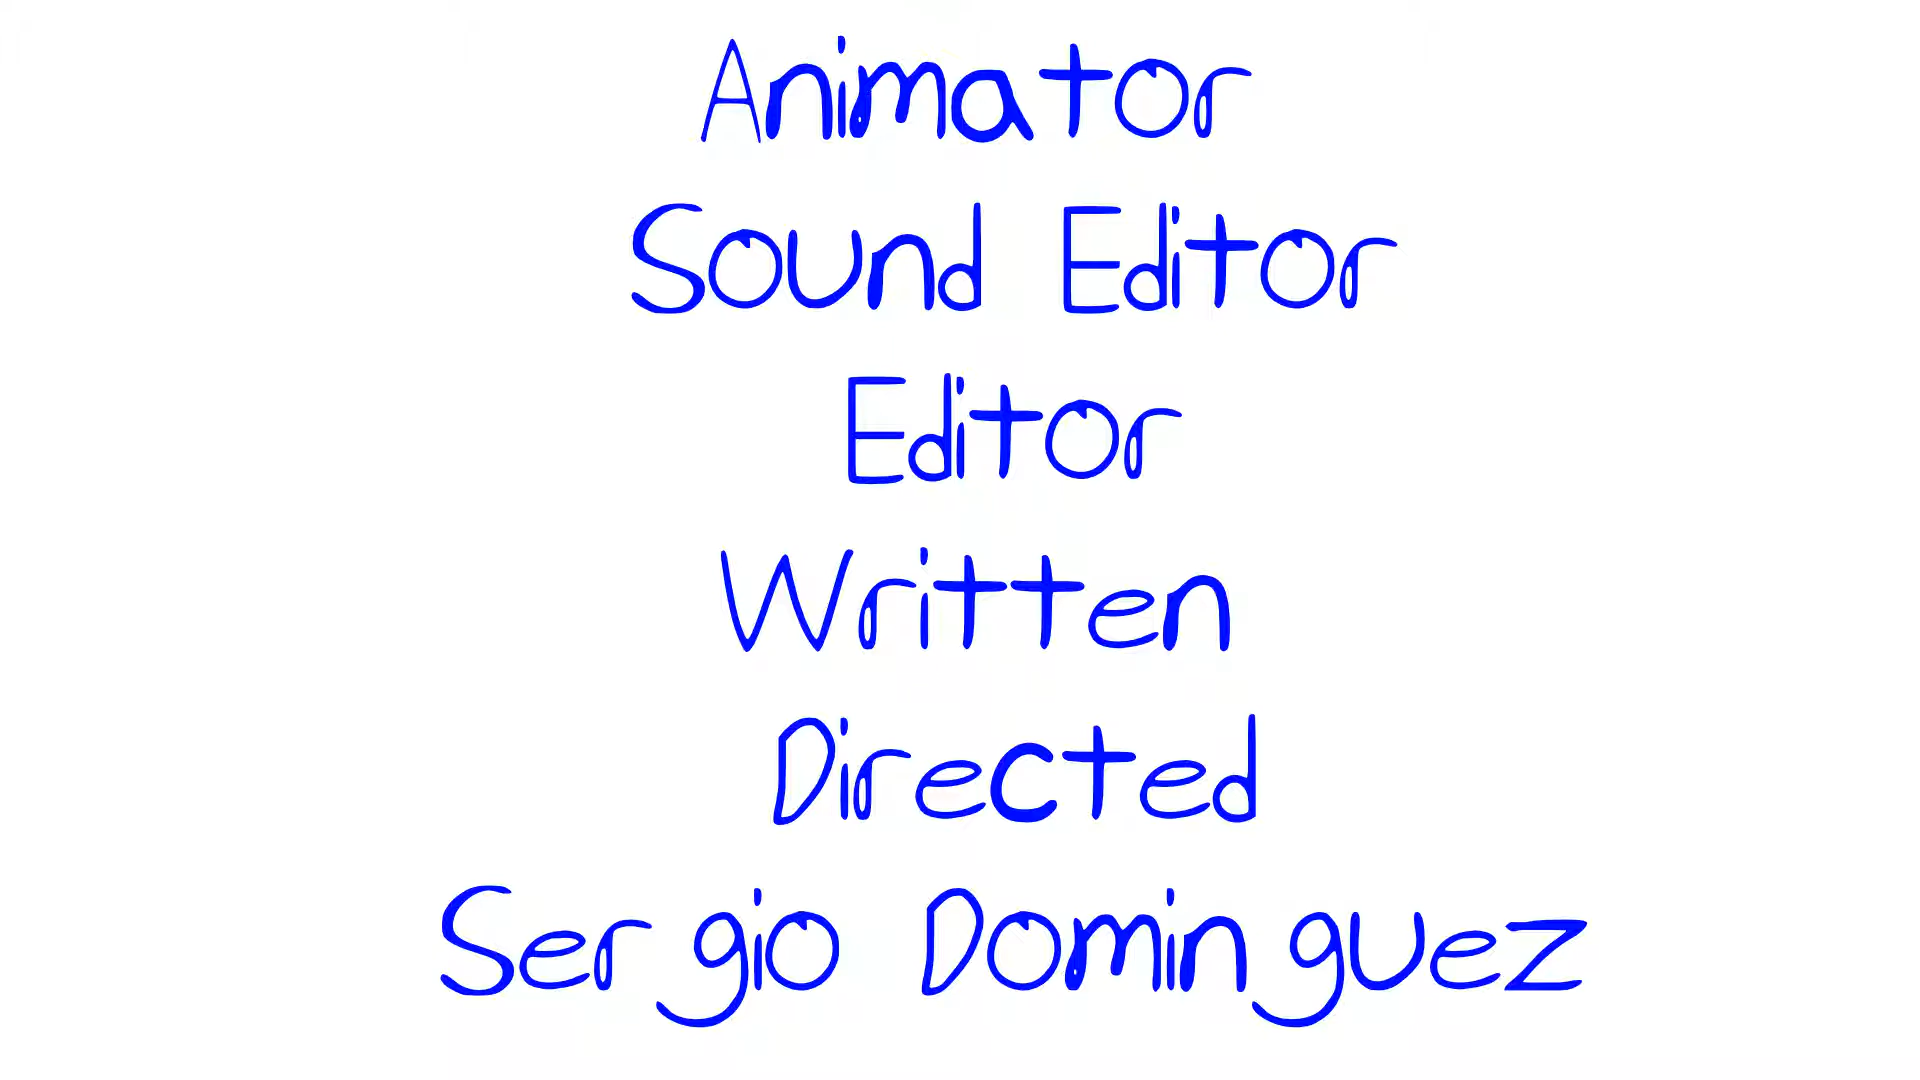 Animator
Sound Editor
Editor
Written
Directed
Sergio Dominguez